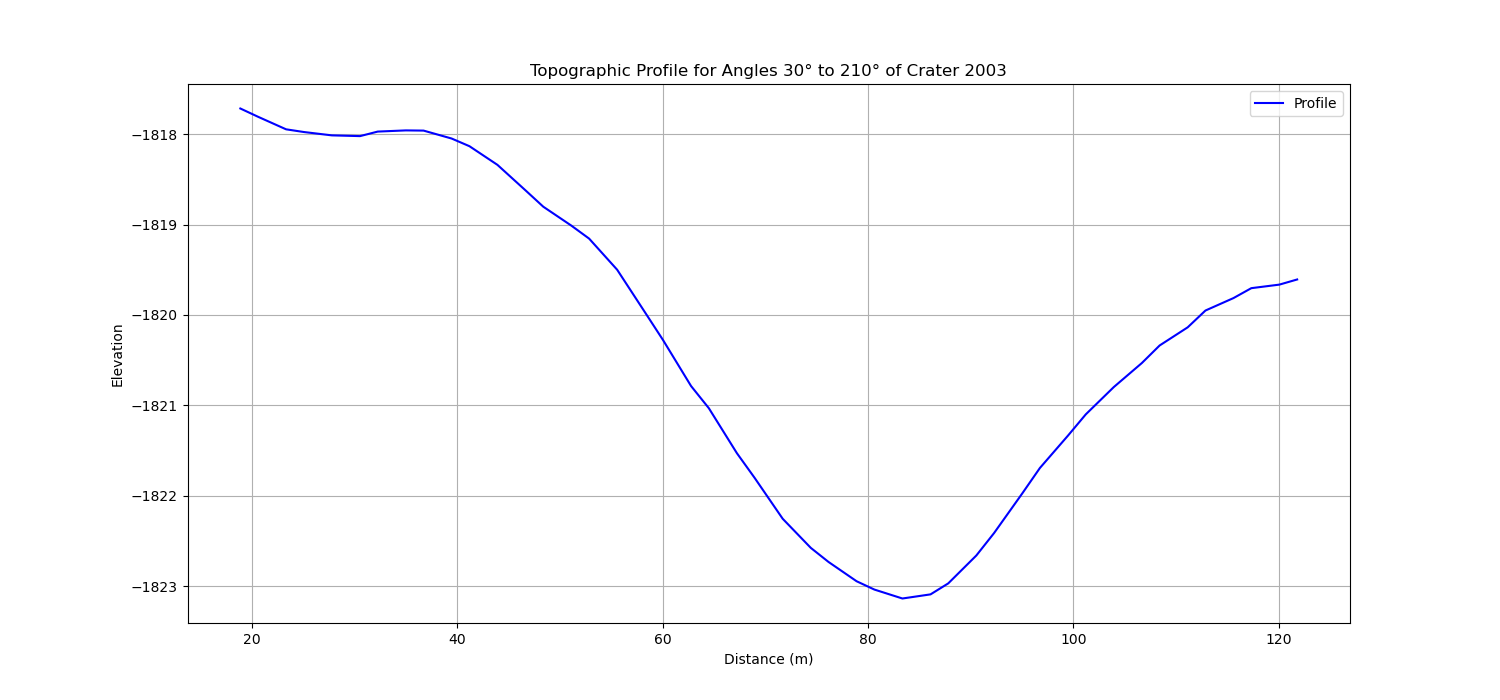 Topographic Profile for Angles 30° to 210° of Crater 2003
Profile
−1818
−1819
−1820
−1821
−1822
−1823
Elevation
20 40 60 80 100 120
Distance (m)